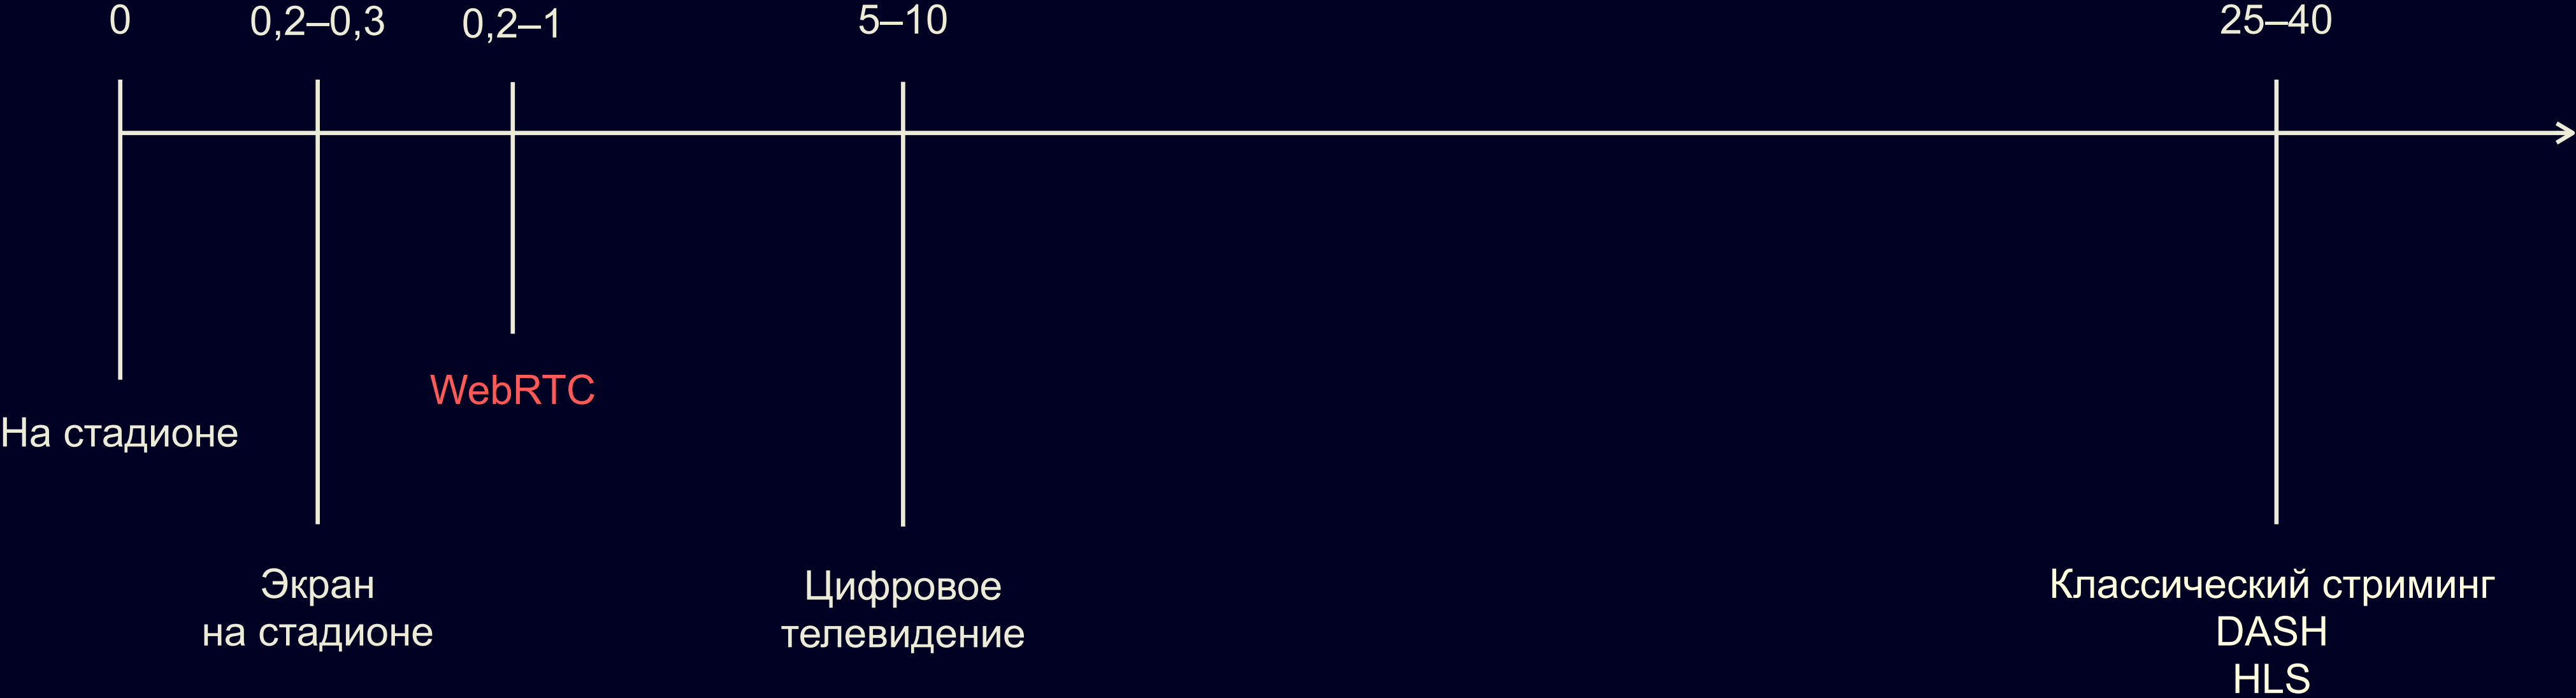 0
0,2–0,3
0,2–1
5–10
25–40
WebRTC
На стадионе
Экран
на стадионе
Цифровое
телевидение
Классический стриминг
DASH
HLS